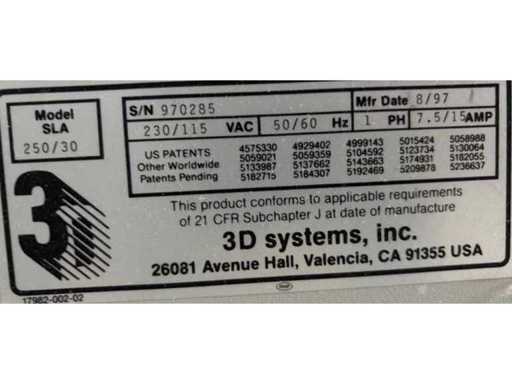 Model
SLA
250/30
S/N 970285
Mfr Date 8/97
230/115 VAC 50/60 Hz 1 PH 7.5/15 AMP
US PATENTS 4575330 4929402 4999143 5015424 5058988
Other Worldwide 5059021 5059359 5104592 5123734 5130064
Patents Pending 5133987 5137662 5143663 5174931 5182055
5182715 5184307 5192469 5209878 5236637
3
This product conforms to applicable requirements
of 21 CFR Subchapter J at date of manufacture
3D systems, inc.
26081 Avenue Hall, Valencia, CA 91355 USA
17982-002-02